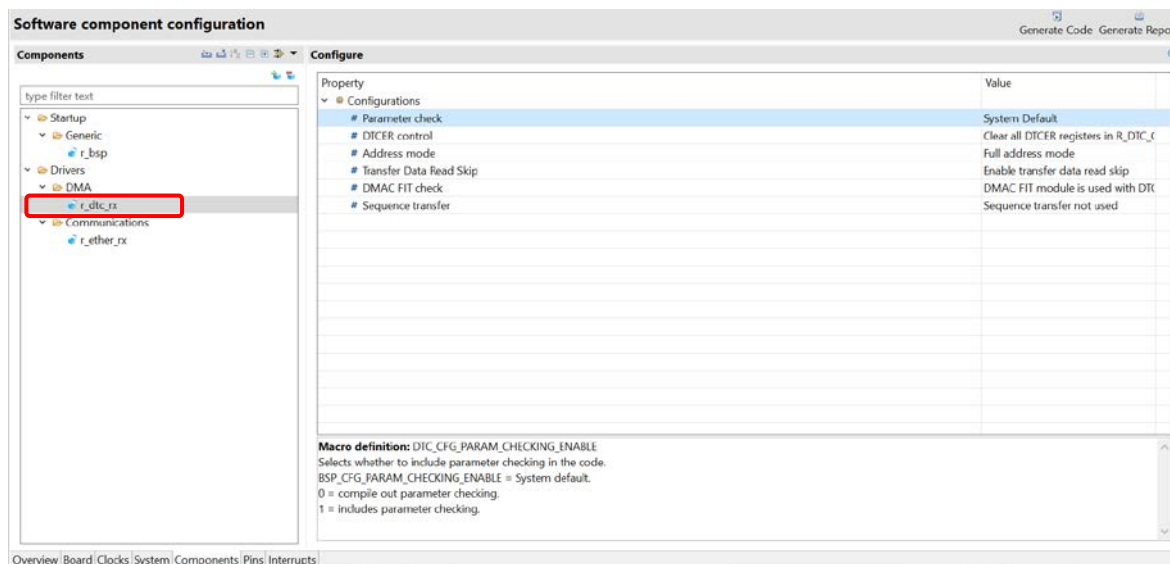 Software component configuration
Generate Code Generate Repo
Components
Configure
type filter text
Startup
Generic
r_bsp
Drivers
DMA
r_dtc_rx
Communications
r_ether_rx
Property Value
Configurations
# Parameter check System Default
# DTCER control Clear all DTCER registers in R_DTC_
# Address mode Full address mode
# Transfer Data Read Skip Enable transfer data read skip
# DMAC FIT check DMAC FIT module is used with DTC
# Sequence transfer Sequence transfer not used
Macro definition: DTC_CFG_PARAM_CHECKING_ENABLE
Selects whether to include parameter checking in the code.
BSP_CFG_PARAM_CHECKING_ENABLE = System default.
0 = compile out parameter checking.
1 = includes parameter checking.
Overview Board Clocks System Components Pins Interrupts